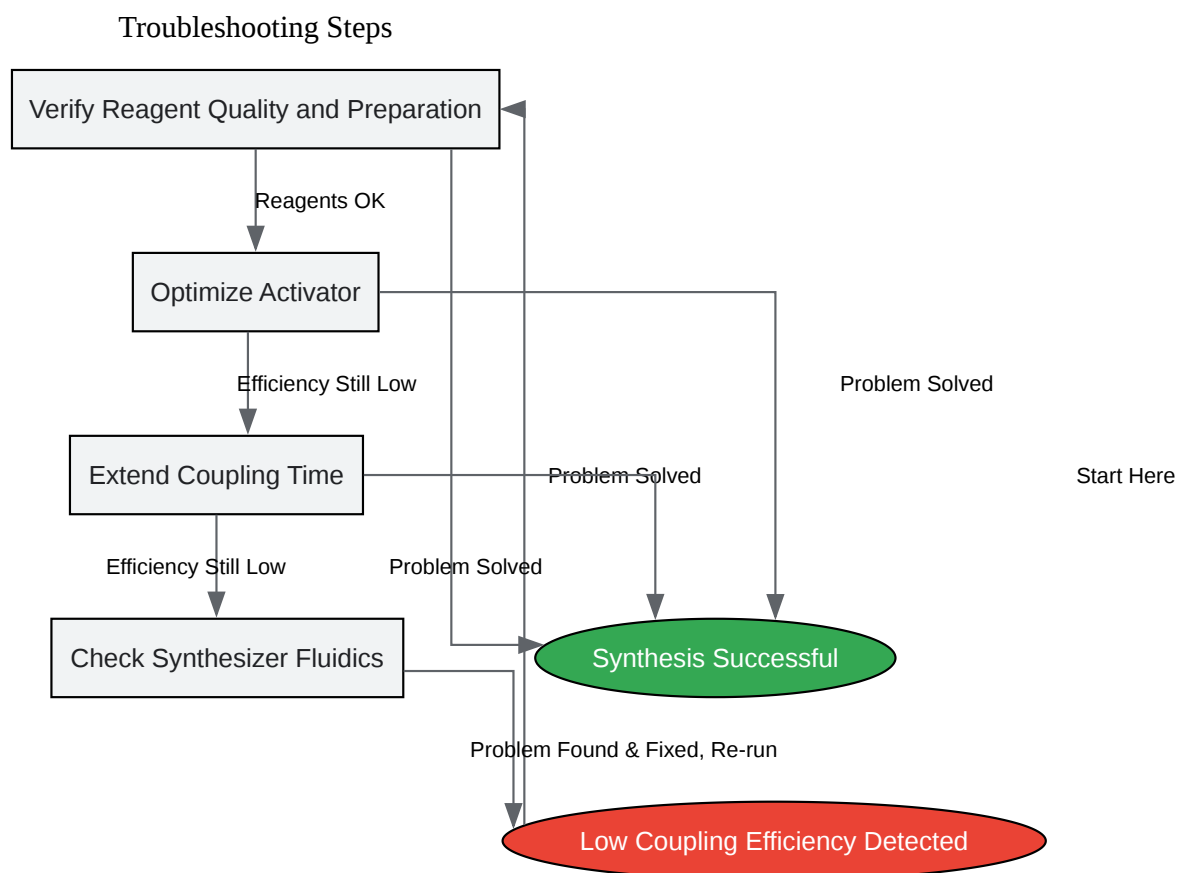 Troubleshooting Steps
Verify Reagent Quality and Preparation
Reagents OK
Optimize Activator
Efficiency Still Low
Problem Solved
Extend Coupling Time
Problem Solved
Start Here
Efficiency Still Low
Problem Solved
Check Synthesizer Fluidics
Synthesis Successful
Problem Found & Fixed, Re-run
Low Coupling Efficiency Detected